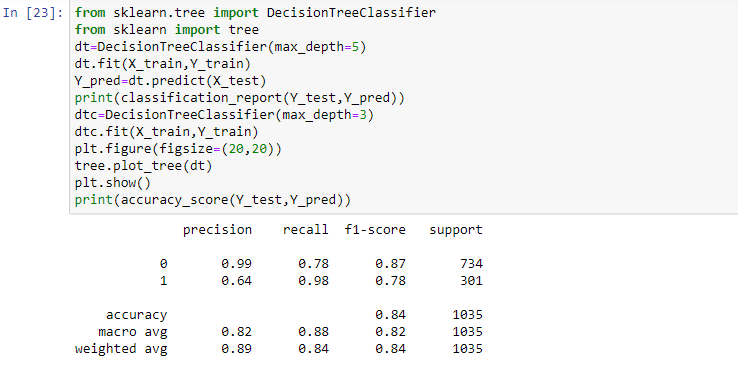 In [23]: from sklearn.tree import DecisionTreeClassifier
from sklearn import tree
dt=DecisionTreeClassifier(max_depth=5)
dt.fit(X_train,Y_train)
Y_pred=dt.predict(X_test)
print(classification_report(Y_test,Y_pred))
dtc=DecisionTreeClassifier(max_depth=3)
dtc.fit(X_train,Y_train)
plt.figure(figsize=(20,20))
tree.plot_tree(dt)
plt.show()
print(accuracy_score(Y_test,Y_pred))
precision recall f1-score support
0 0.99 0.78 0.87 734
1 0.64 0.98 0.78 301
accuracy 0.84 1035
macro avg 0.82 0.88 0.82 1035
weighted avg 0.89 0.84 0.84 1035